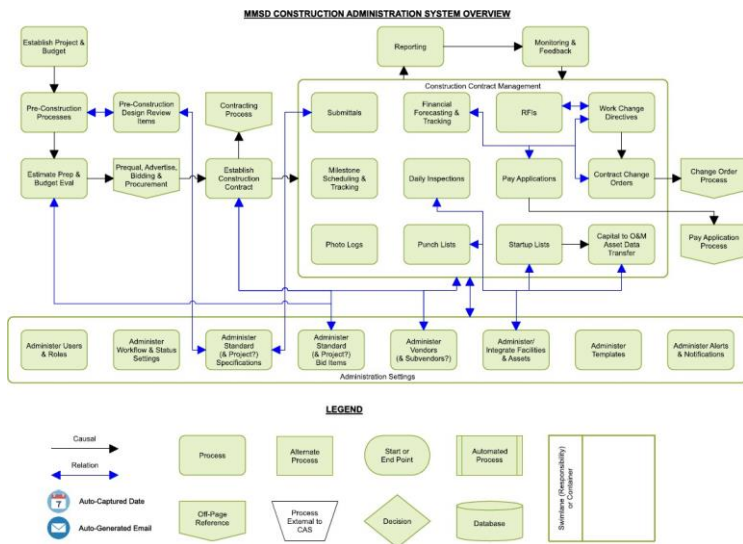 MMSD CONSTRUCTION ADMINISTRATION SYSTEM OVERVIEW
Establish Project &
Budget
Reporting
Monitoring &
Feedback
Pre-Construction
Processes
Pre-Construction
Design Review
Items
Contracting
Process
Construction Contract Management
Submittals
Financial
Forecasting &
Tracking
RFIs
Work Change
Directives
Estimate Prep &
Budget Eval
Prequal, Advertise,
Bidding &
Procurement
Establish
Construction
Contract
Milestone
Scheduling &
Tracking
Daily Inspections
Pay Applications
Contract Change
Orders
Change Order
Process
Photo Logs
Punch Lists
Startup Lists
Capital to O&M
Asset Data
Transfer
Pay Application
Process
Administer Users
& Roles
Administer
Workflow & Status
Settings
Administer
Standard
(& Project?)
Specifications
Administer
Standard
(& Project?)
Bid Items
Administer
Vendors
(& Subvendors?)
Administer/
Integrate Facilities
& Assets
Administer
Templates
Administer Alerts
& Notifications
Administration Settings
LEGEND
Causal
Relation
7
Auto-Captured Date
Auto-Generated Email
Process
Alternate
Process
Start or
End Point
Automated
Process
Off-Page
Reference
Process
External to
CAS
Decision
Database
Swimlane (Responsibility)
or Container